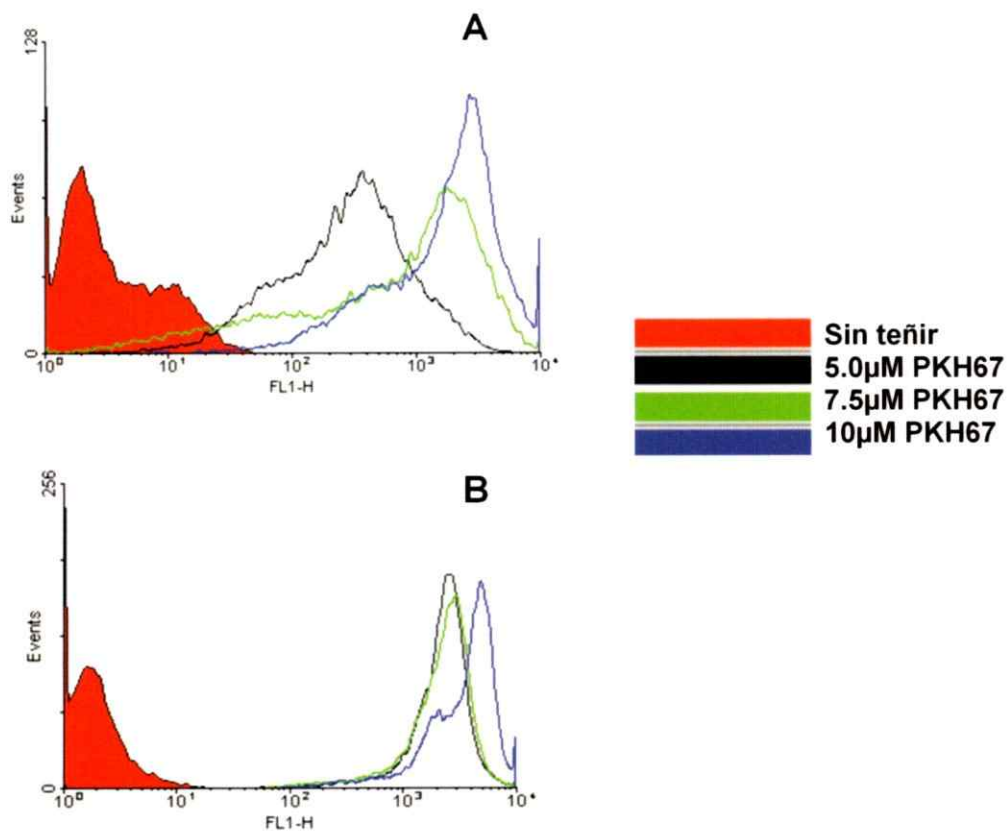 A
128
Events
0
10⁰ 10¹ 10² 10³ 10⁴
FL1-H
Sin teñir
5.0µM PKH67
7.5µM PKH67
10µM PKH67
B
256
Events
0
10⁰ 10¹ 10² 10³ 10⁴
FL1-H